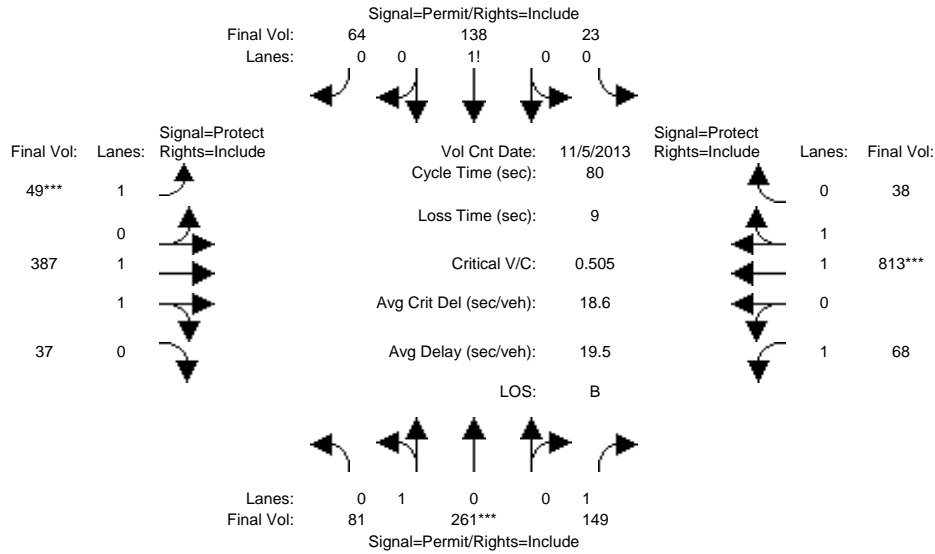 Signal=Permit/Rights=Include
Final Vol: 64 138 23
Lanes: 0 0 1! 0 0
Signal=Protect
Final Vol: Lanes: Rights=Include
Vol Cnt Date: 11/5/2013
Signal=Protect
Rights=Include Lanes: Final Vol:
Cycle Time (sec): 80
49*** 1
0 38
Loss Time (sec): 9
0
1
387 1
Critical V/C: 0.505
1 813***
1
Avg Crit Del (sec/veh): 18.6
0
37 0
Avg Delay (sec/veh): 19.5
1 68
LOS: B
Lanes: 0 1 0 0 1
Final Vol: 81 261*** 149
Signal=Permit/Rights=Include